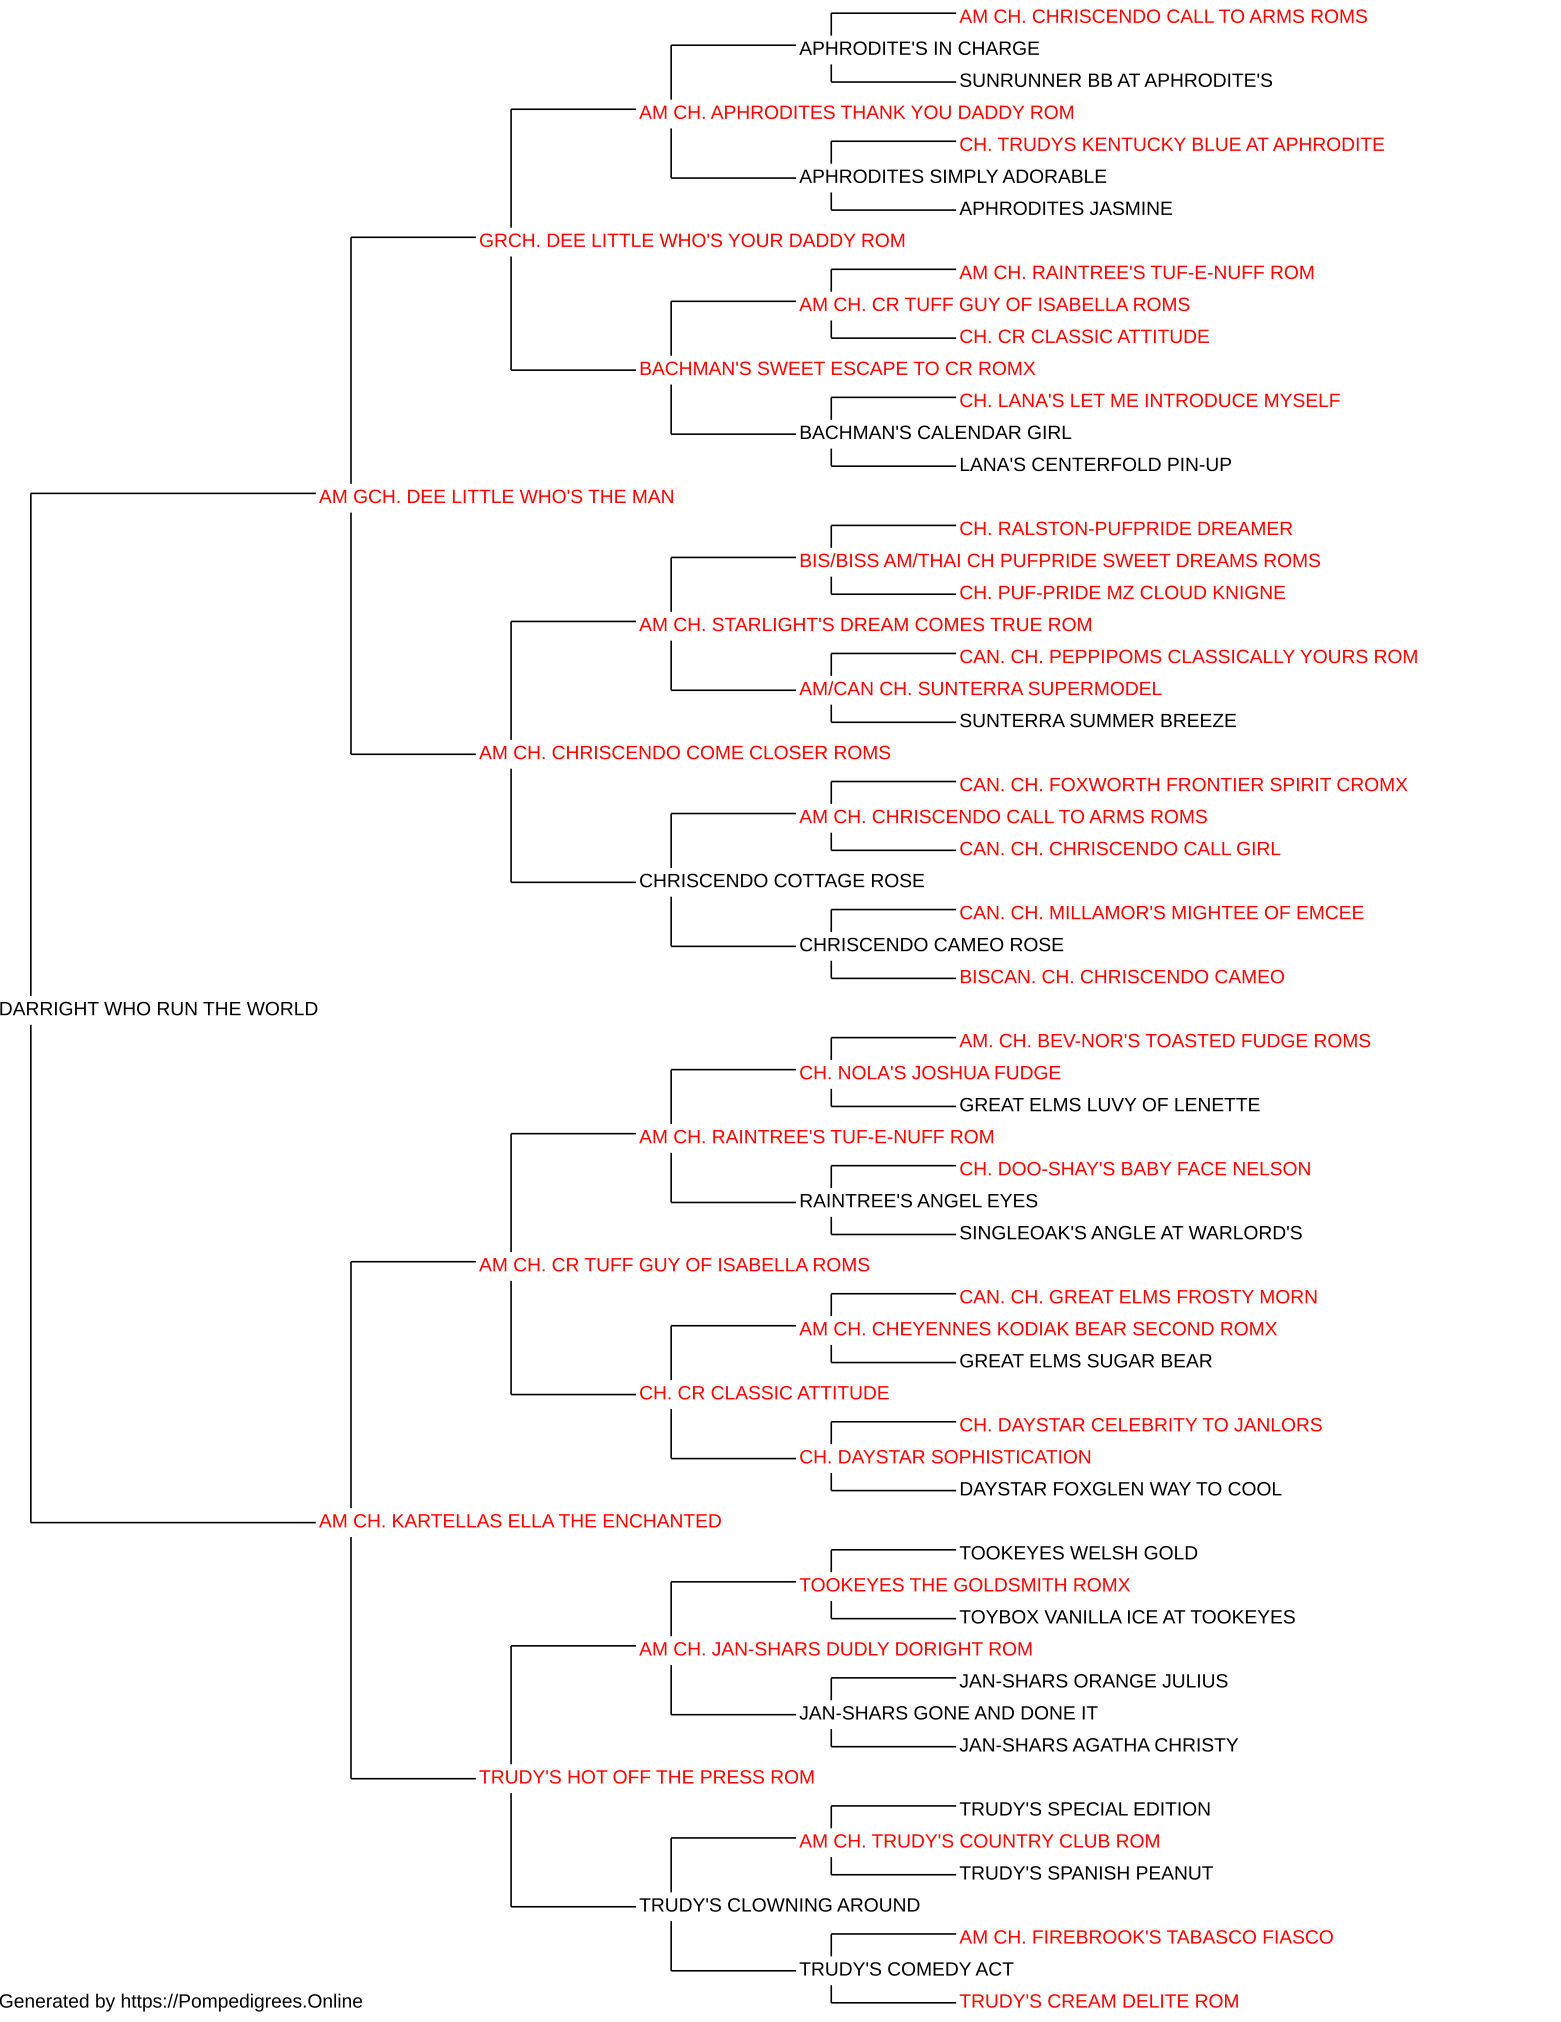 AM CH. CHRISCENDO CALL TO ARMS ROMS
APHRODITE'S IN CHARGE
SUNRUNNER BB AT APHRODITE'S
AM CH. APHRODITES THANK YOU DADDY ROM
CH. TRUDYS KENTUCKY BLUE AT APHRODITE
APHRODITES SIMPLY ADORABLE
APHRODITES JASMINE
GRCH. DEE LITTLE WHO'S YOUR DADDY ROM
AM CH. RAINTREE'S TUF-E-NUFF ROM
AM CH. CR TUFF GUY OF ISABELLA ROMS
CH. CR CLASSIC ATTITUDE
BACHMAN'S SWEET ESCAPE TO CR ROMX
CH. LANA'S LET ME INTRODUCE MYSELF
BACHMAN'S CALENDAR GIRL
LANA'S CENTERFOLD PIN-UP
AM GCH. DEE LITTLE WHO'S THE MAN
CH. RALSTON-PUFPRIDE DREAMER
BIS/BISS AM/THAI CH PUFPRIDE SWEET DREAMS ROMS
CH. PUF-PRIDE MZ CLOUD KNIGNE
AM CH. STARLIGHT'S DREAM COMES TRUE ROM
CAN. CH. PEPPIPOMS CLASSICALLY YOURS ROM
AM/CAN CH. SUNTERRA SUPERMODEL
SUNTERRA SUMMER BREEZE
AM CH. CHRISCENDO COME CLOSER ROMS
CAN. CH. FOXWORTH FRONTIER SPIRIT CROMX
AM CH. CHRISCENDO CALL TO ARMS ROMS
CAN. CH. CHRISCENDO CALL GIRL
CHRISCENDO COTTAGE ROSE
CAN. CH. MILLAMOR'S MIGHTEE OF EMCEE
CHRISCENDO CAMEO ROSE
BISCAN. CH. CHRISCENDO CAMEO
DARRIGHT WHO RUN THE WORLD
AM. CH. BEV-NOR'S TOASTED FUDGE ROMS
CH. NOLA'S JOSHUA FUDGE
GREAT ELMS LUVY OF LENETTE
AM CH. RAINTREE'S TUF-E-NUFF ROM
CH. DOO-SHAY'S BABY FACE NELSON
RAINTREE'S ANGEL EYES
SINGLEOAK'S ANGLE AT WARLORD'S
AM CH. CR TUFF GUY OF ISABELLA ROMS
CAN. CH. GREAT ELMS FROSTY MORN
AM CH. CHEYENNES KODIAK BEAR SECOND ROMX
GREAT ELMS SUGAR BEAR
CH. CR CLASSIC ATTITUDE
CH. DAYSTAR CELEBRITY TO JANLORS
CH. DAYSTAR SOPHISTICATION
DAYSTAR FOXGLEN WAY TO COOL
AM CH. KARTELLAS ELLA THE ENCHANTED
TOOKEYES WELSH GOLD
TOOKEYES THE GOLDSMITH ROMX
TOYBOX VANILLA ICE AT TOOKEYES
AM CH. JAN-SHARS DUDLY DORIGHT ROM
JAN-SHARS ORANGE JULIUS
JAN-SHARS GONE AND DONE IT
JAN-SHARS AGATHA CHRISTY
TRUDY'S HOT OFF THE PRESS ROM
TRUDY'S SPECIAL EDITION
AM CH. TRUDY'S COUNTRY CLUB ROM
TRUDY'S SPANISH PEANUT
TRUDY'S CLOWNING AROUND
AM CH. FIREBROOK'S TABASCO FIASCO
TRUDY'S COMEDY ACT
TRUDY'S CREAM DELITE ROM
Generated by https://Pompedigrees.Online